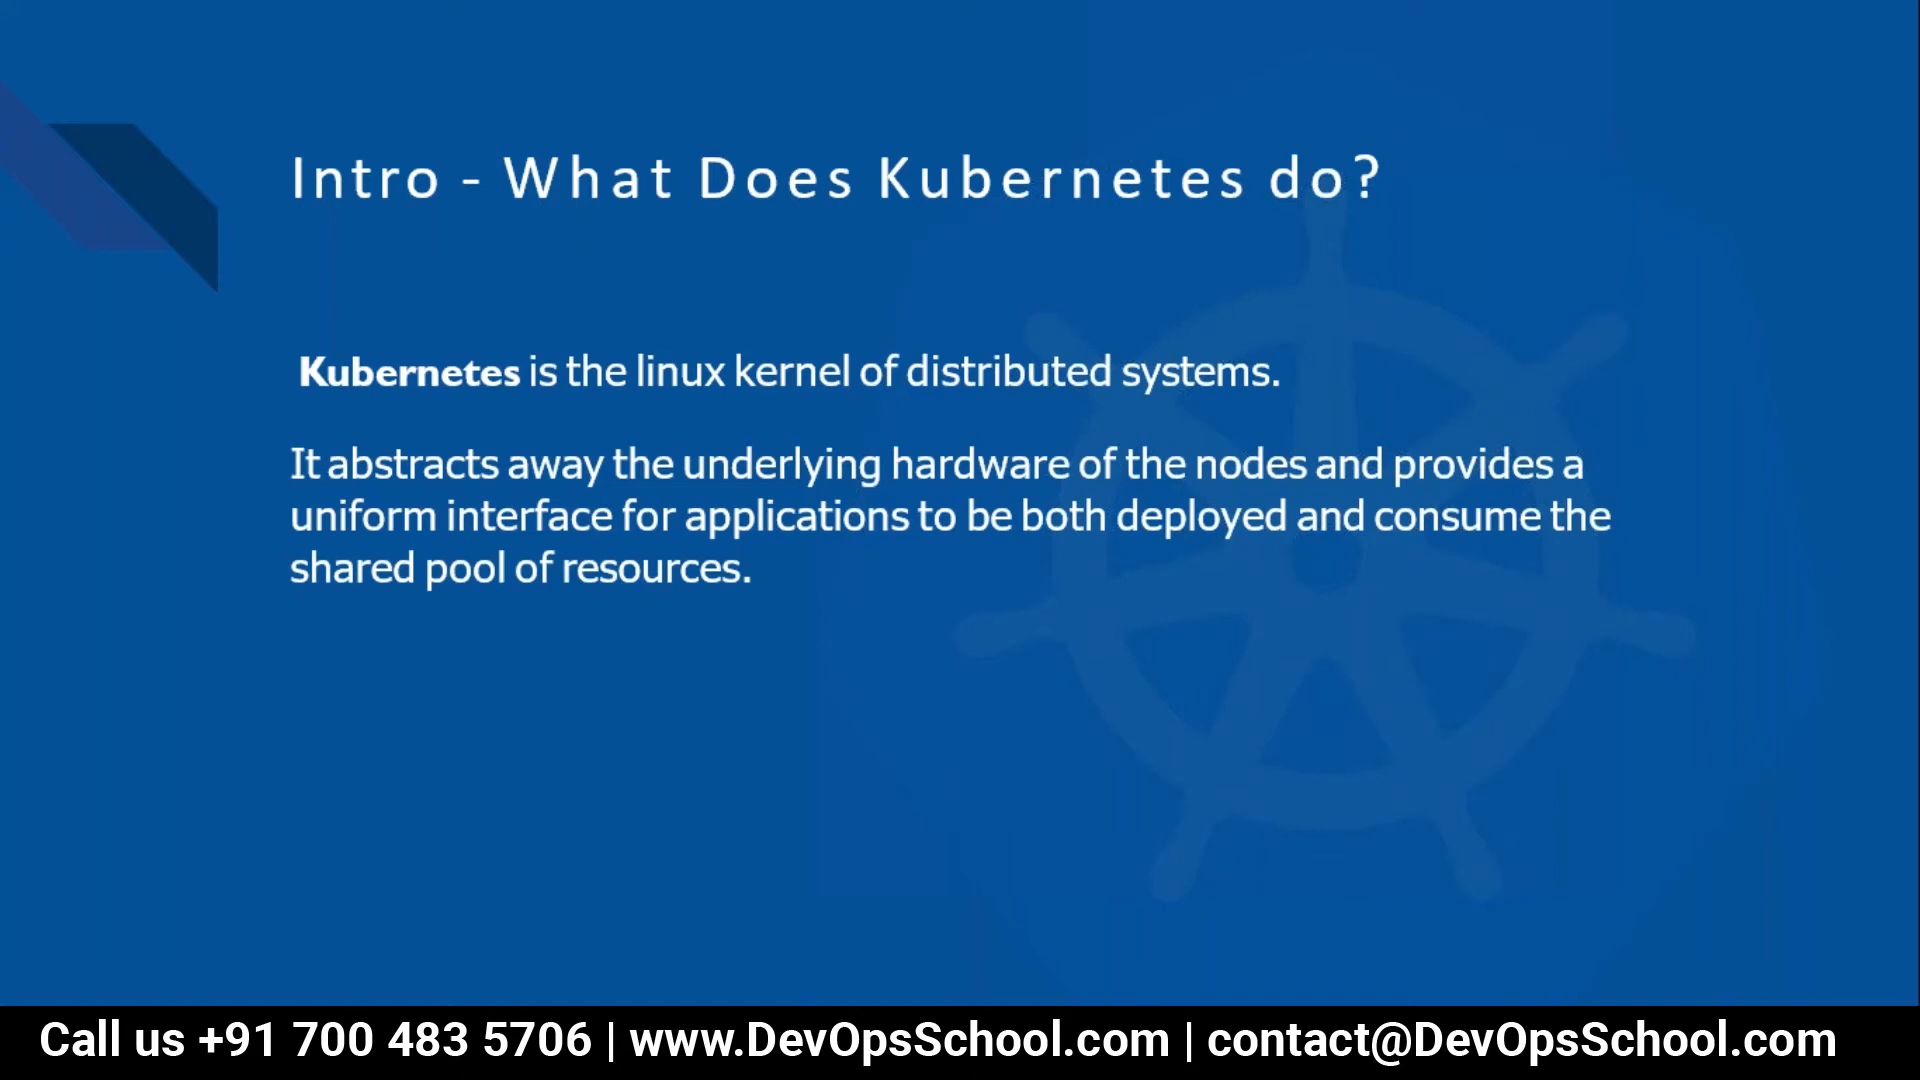 Intro - What Does Kubernetes do?
Kubernetes is the linux kernel of distributed systems.
It abstracts away the underlying hardware of the nodes and provides a
uniform interface for applications to be both deployed and consume the
shared pool of resources.
Call us +91 700 483 5706 | www.DevOpsSchool.com | contact@DevOpsSchool.com